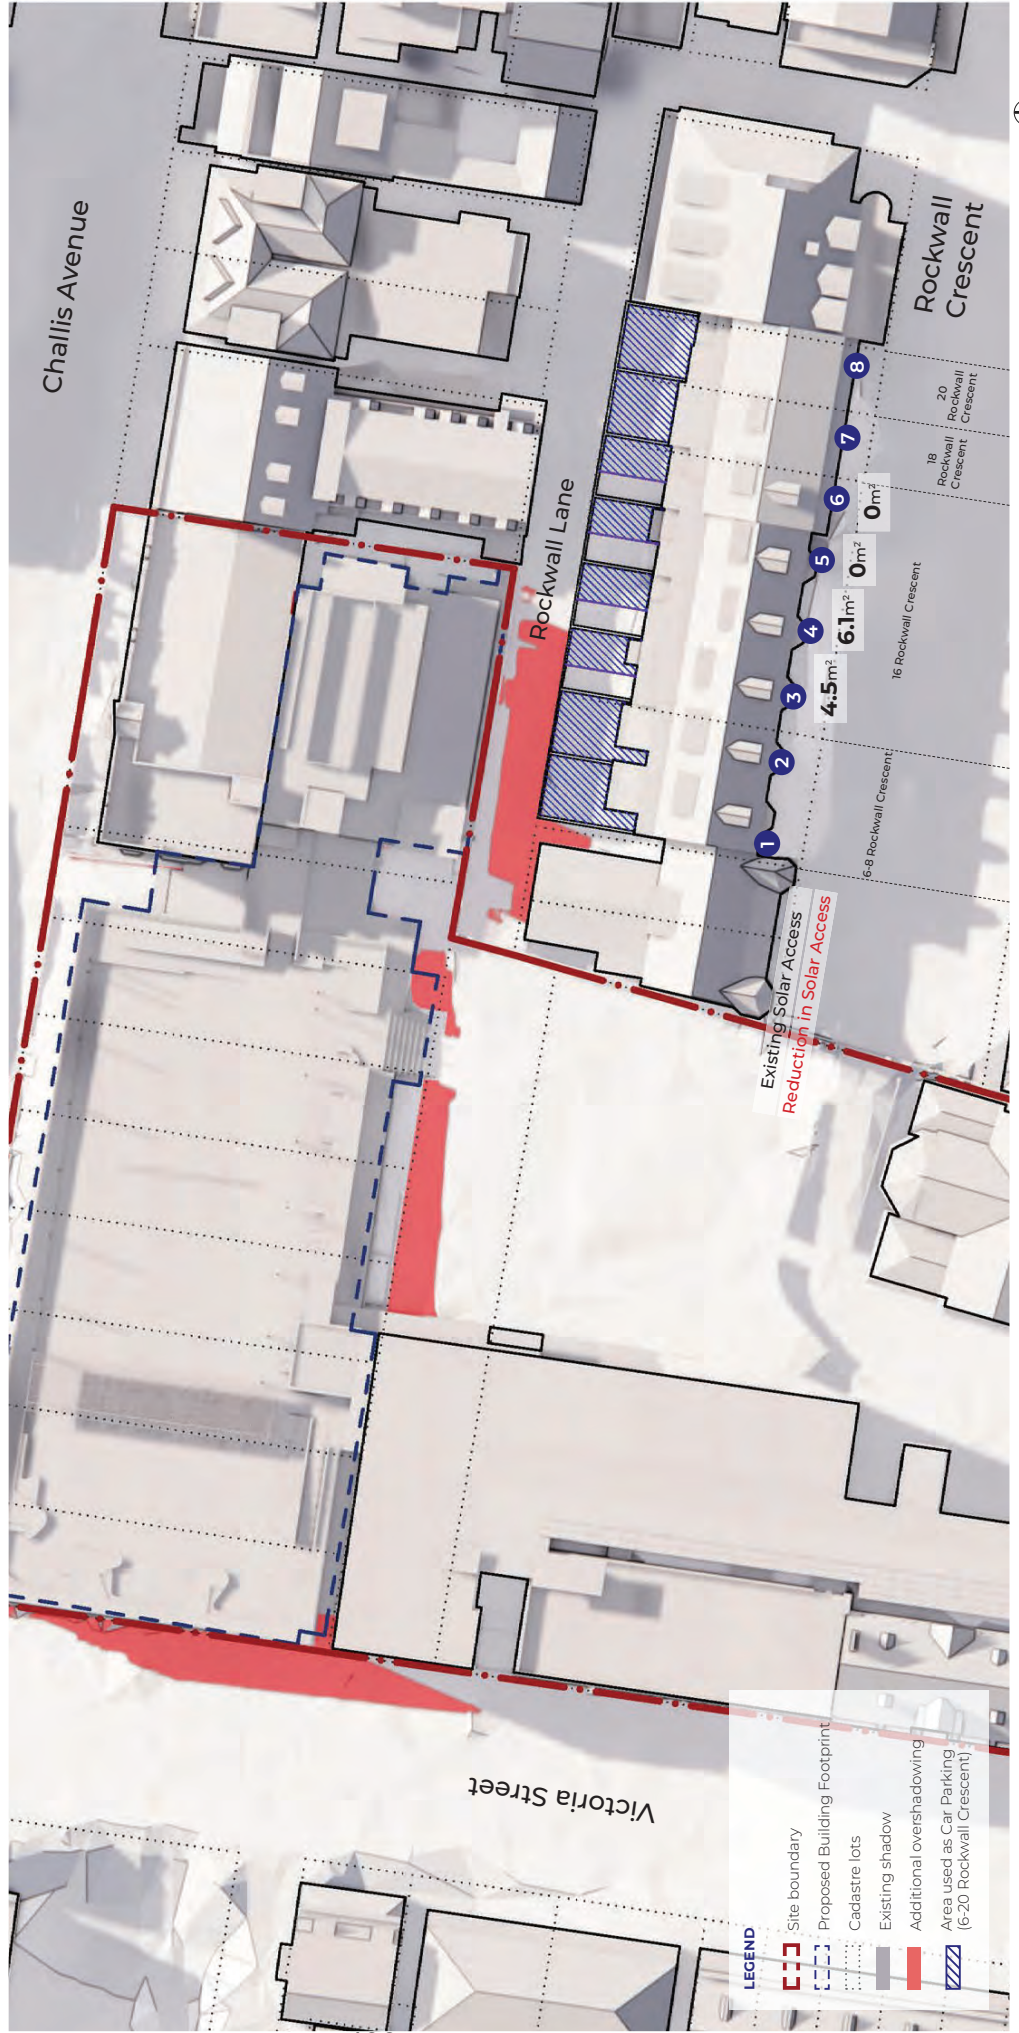 Challis Avenue
Rockwall Lane
Rockwall
Crescent
Victoria Street
1
2
3
4
5
6
7
8
4.5m²
6.1m²
0m²
0m²
6-8 Rockwall Crescent
16 Rockwall Crescent
18
Rockwall
Crescent
20
Rockwall
Crescent
Existing Solar Access
Reduction in Solar Access
LEGEND
Site boundary
Proposed Building Footprint
Cadastre lots
Existing shadow
Additional overshadowing
Area used as Car Parking
(6-20 Rockwall Crescent)